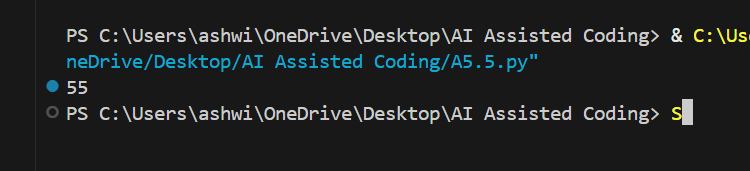 PS C:\Users\ashwi\OneDrive\Desktop\AI Assisted Coding> & C:\Use
neDrive/Desktop/AI Assisted Coding/A5.5.py"
55
PS C:\Users\ashwi\OneDrive\Desktop\AI Assisted Coding> S